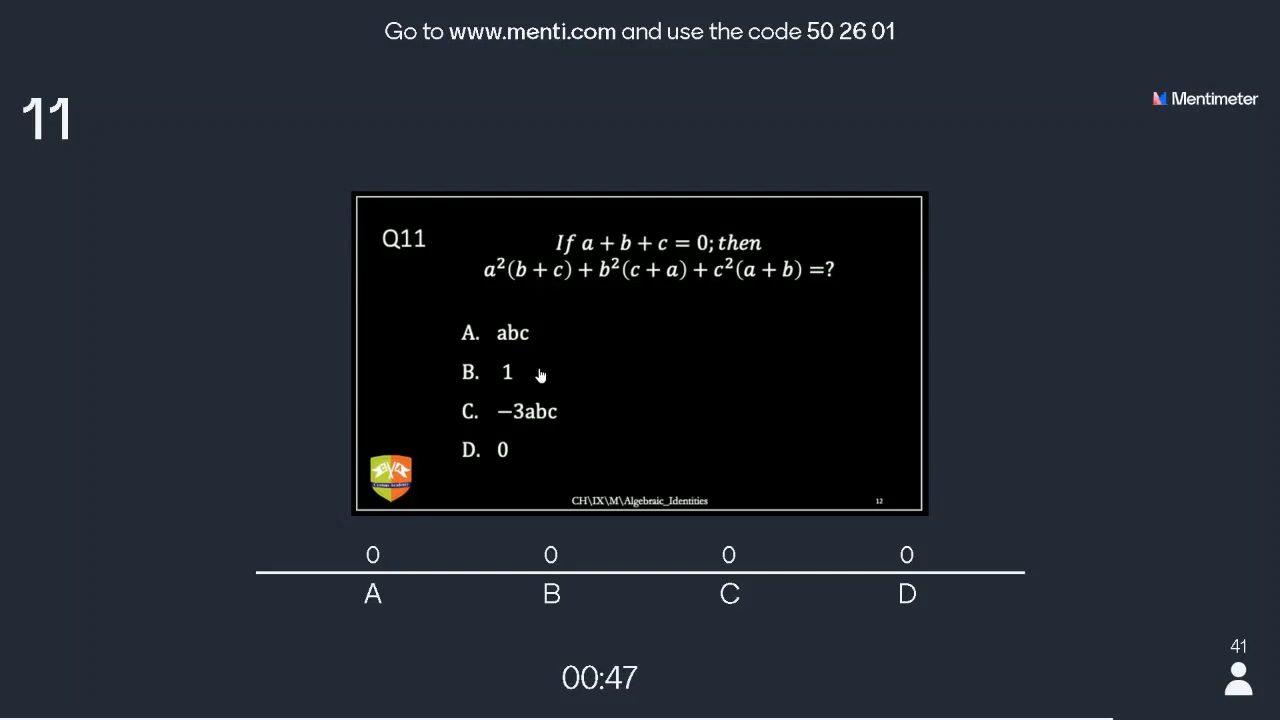 Go to www.menti.com and use the code 50 26 01
11
Mentimeter
Q11
If a + b + c = 0; then
a²(b + c) + b²(c + a) + c²(a + b) =?
A. abc
B. 1
C. −3abc
D. 0
CH\IX\M\Algebraic_Identities
12
0 0 0 0
A B C D
00:47
41